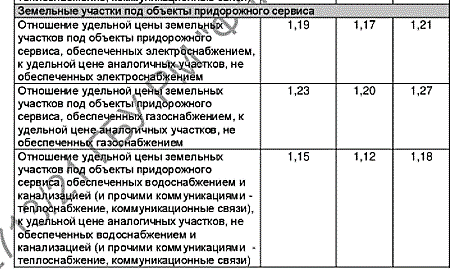 Земельные участки под объекты придорожного сервиса
Отношение удельной цены земельных 1,19 1,17 1,21
участков под объекты придорожного
сервиса, обеспеченных электроснабжением,
к удельной цене аналогичных участков, не
обеспеченных электроснабжением
Отношение удельной цены земельных 1,23 1,20 1,27
участков под объекты придорожного
сервиса, обеспеченных газоснабжением, к
удельной цене аналогичных участков, не
обеспеченных газоснабжением
Отношение удельной цены земельных 1,15 1,12 1,18
участков под объекты придорожного
сервиса, обеспеченных водоснабжением и
канализацией (и прочими коммуникациями -
теплоснабжение, коммуникационные связи),
к удельной цене аналогичных участков, не
обеспеченных водоснабжением и
канализацией (и прочими коммуникациями -
теплоснабжение, коммуникационные связи)